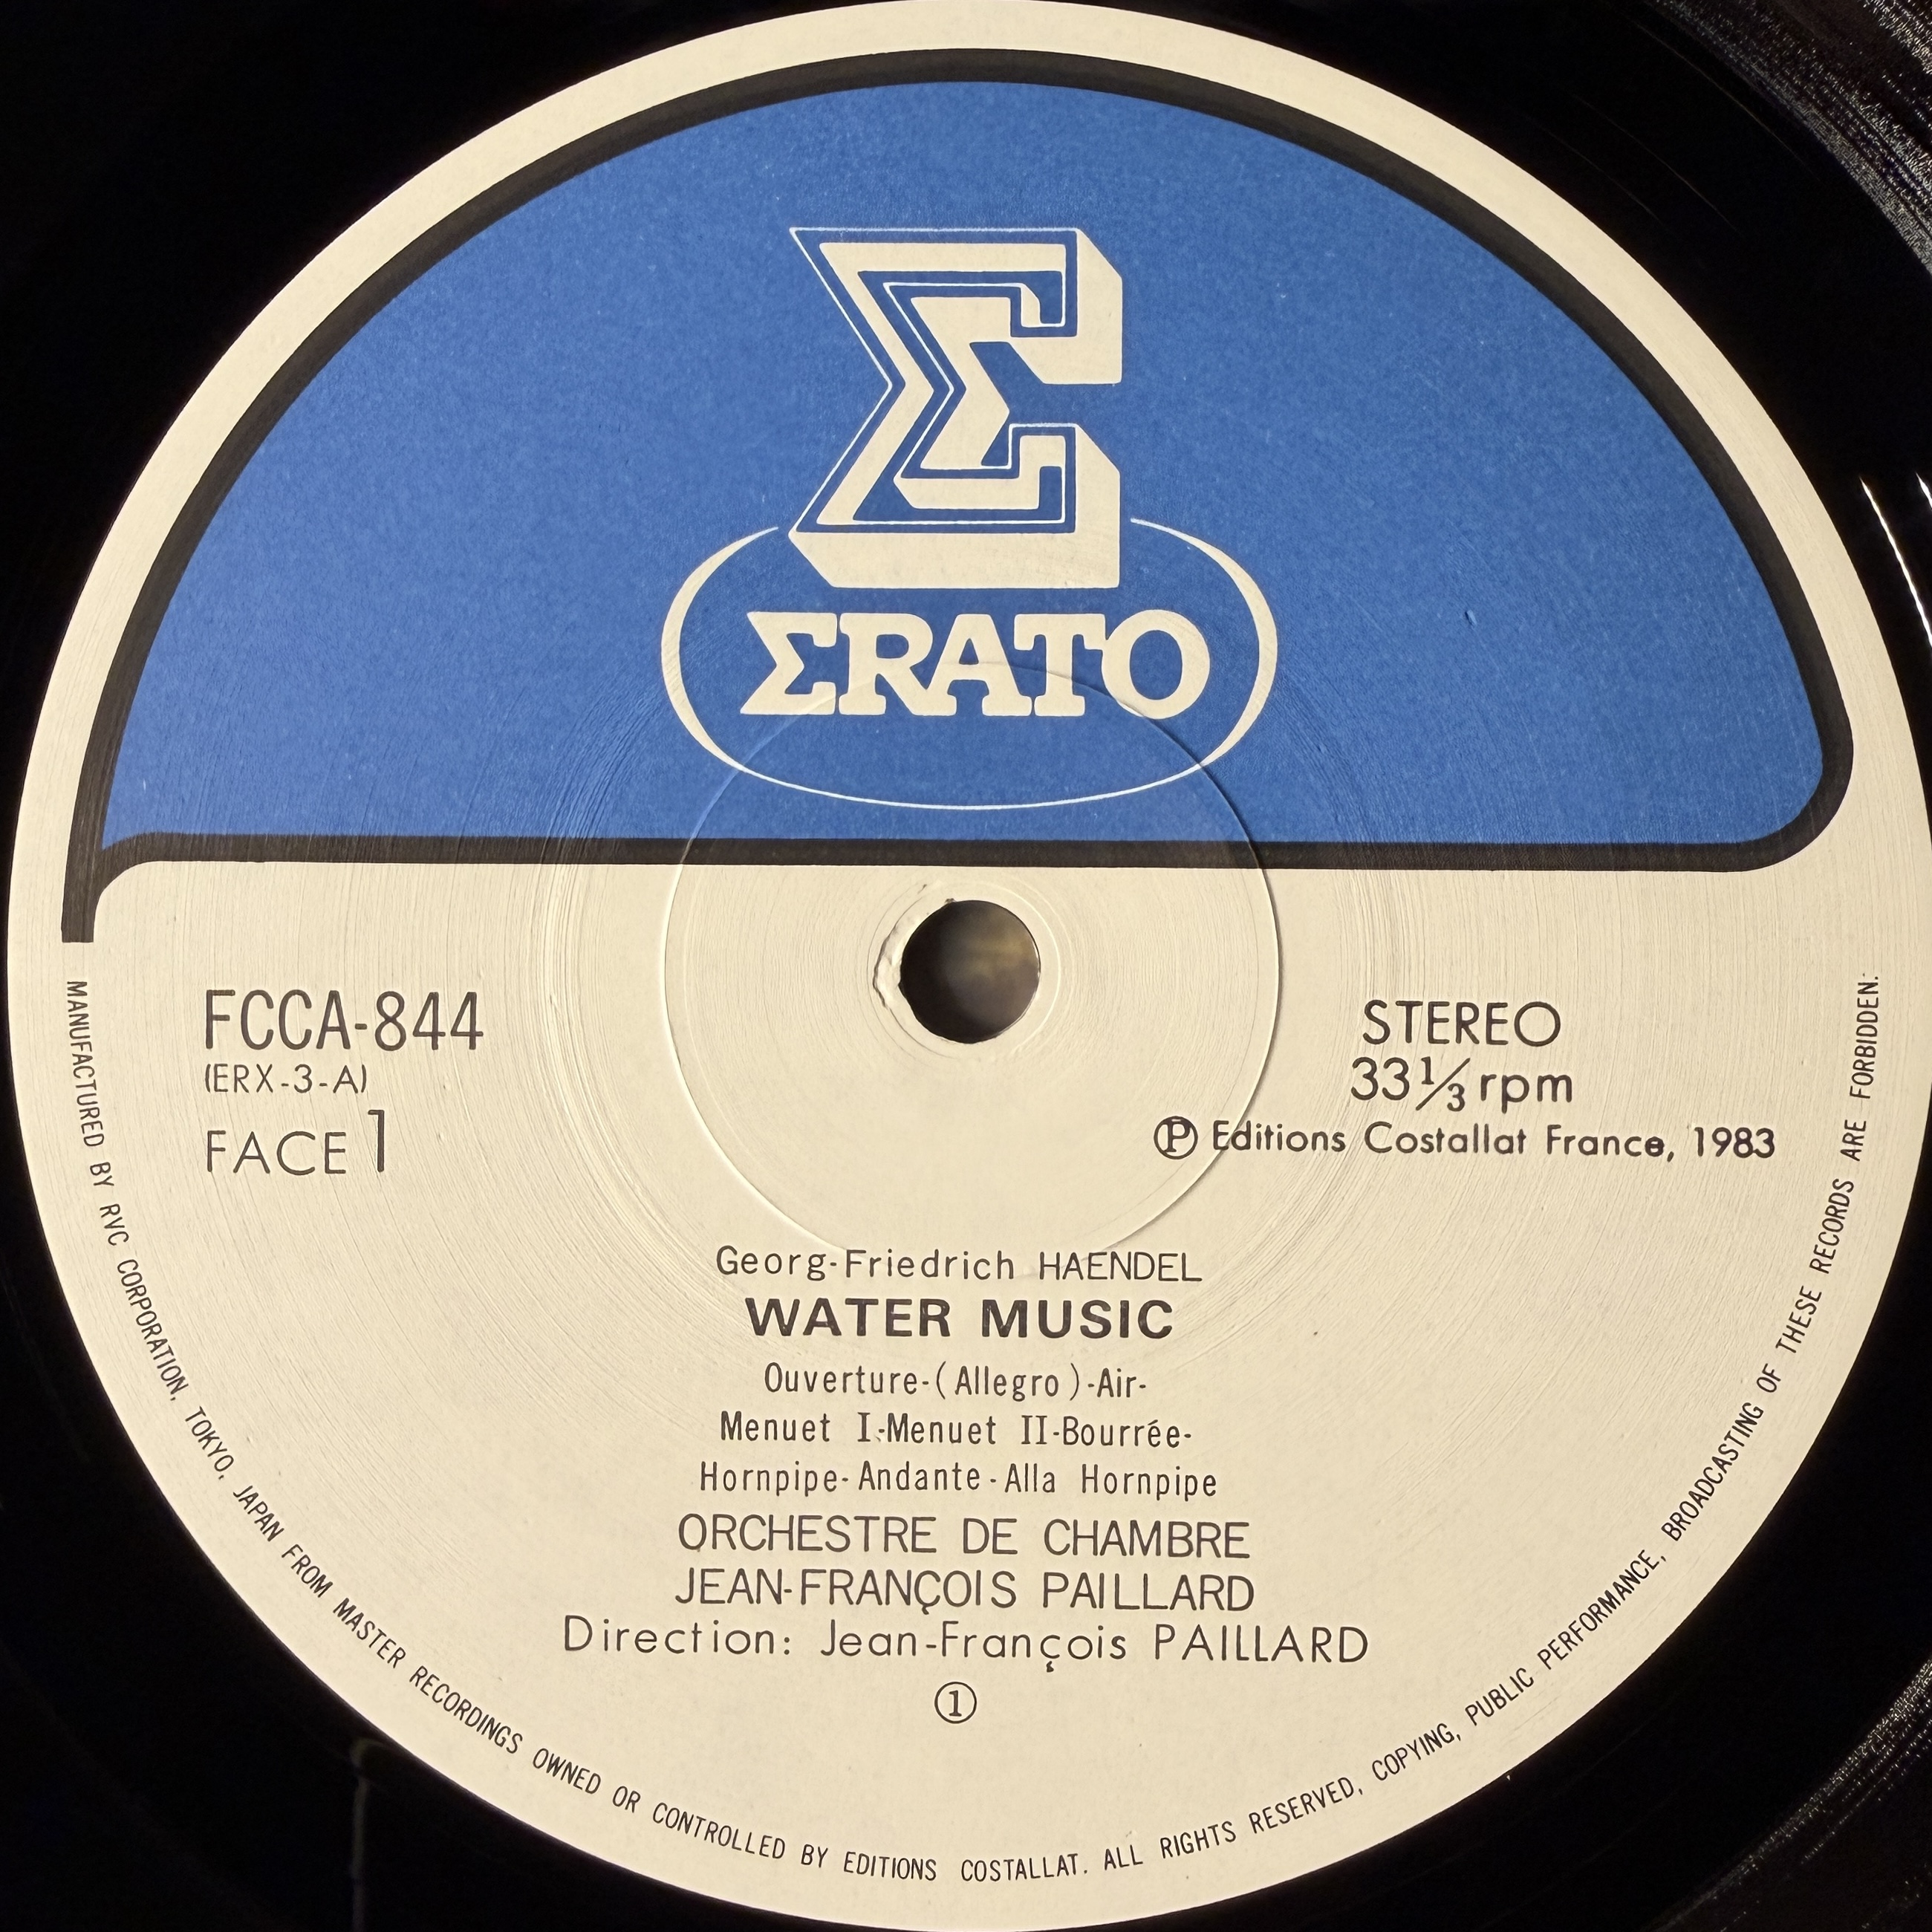 Σ
ΣRATO
FCCA-844
(ERX-3-A)
FACE 1
STEREO
33 1/3 rpm
Ⓟ Editions Costallat France, 1983
Georg-Friedrich HAENDEL
WATER MUSIC
Ouverture-(Allegro)-Air-
Menuet I-Menuet II-Bourrée-
Hornpipe-Andante-Alla Hornpipe
ORCHESTRE DE CHAMBRE
JEAN-FRANÇOIS PAILLARD
Direction: Jean-François PAILLARD
①
MANUFACTURED BY RVC CORPORATION, TOKYO, JAPAN FROM MASTER RECORDINGS OWNED OR CONTROLLED BY EDITIONS COSTALLAT. ALL RIGHTS RESERVED, COPYING, PUBLIC PERFORMANCE, BROADCASTING OF THESE RECORDS ARE FORBIDDEN.